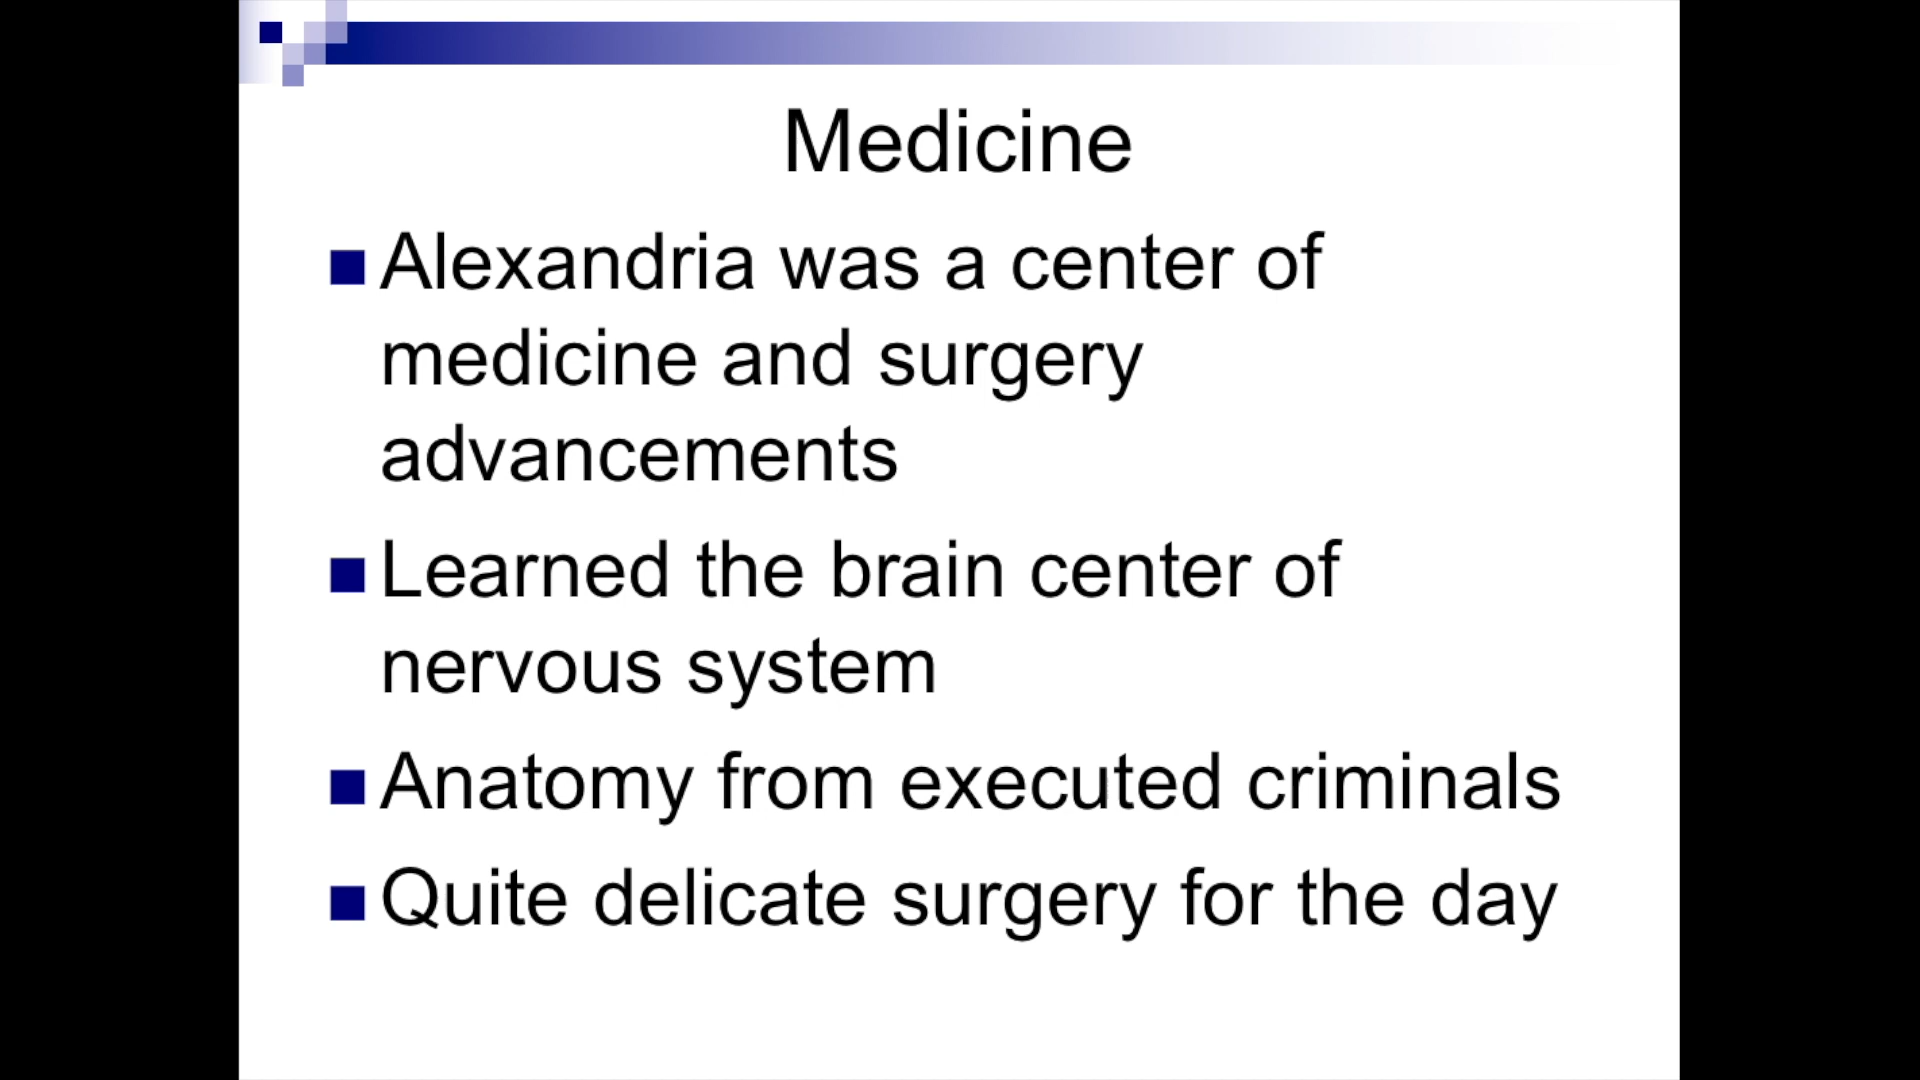 Medicine
Alexandria was a center of
medicine and surgery
advancements
Learned the brain center of
nervous system
Anatomy from executed criminals
Quite delicate surgery for the day